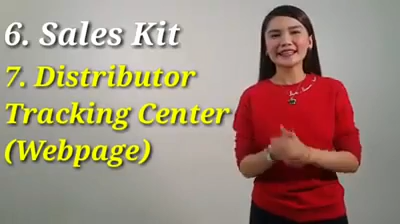 6. Sales Kit
7. Distributor
Tracking Center
(Webpage)